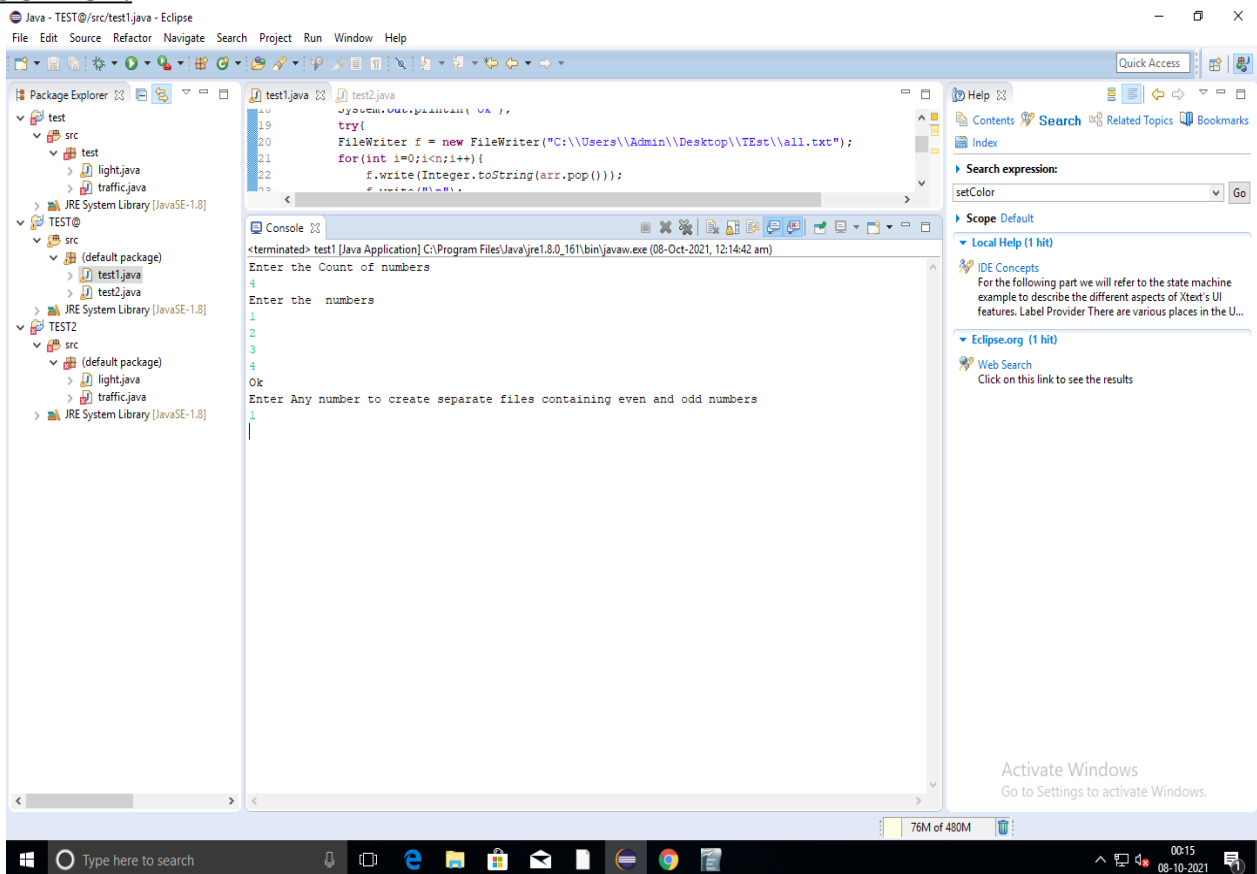 Java - TEST@/src/test1.java - Eclipse
File Edit Source Refactor Navigate Search Project Run Window Help
Quick Access
Package Explorer
test
src
test
light.java
traffic.java
JRE System Library [JavaSE-1.8]
TEST@
src
(default package)
test1.java
test2.java
JRE System Library [JavaSE-1.8]
TEST2
src
(default package)
light.java
traffic.java
JRE System Library [JavaSE-1.8]
test1.java test2.java
18 System.out.println("Ok");
19 try{
20 FileWriter f = new FileWriter("C:\\Users\\Admin\\Desktop\\TEst\\all.txt");
21 for(int i=0;i<n;i++){
22 f.write(Integer.toString(arr.pop()));
23 f.write("\n");
Console
<terminated> test1 [Java Application] C:\Program Files\Java\jre1.8.0_161\bin\javaw.exe (08-Oct-2021, 12:14:42 am)
Enter the Count of numbers
4
Enter the  numbers
1
2
3
4
Ok
Enter Any number to create separate files containing even and odd numbers
1
Help
Contents Search Related Topics Bookmarks
Index
Search expression:
setColor Go
Scope Default
Local Help (1 hit)
IDE Concepts
For the following part we will refer to the state machine
example to describe the different aspects of Xtext's UI
features. Label Provider There are various places in the U...
Eclipse.org (1 hit)
Web Search
Click on this link to see the results
Activate Windows
Go to Settings to activate Windows.
76M of 480M
Type here to search
00:15
08-10-2021
1